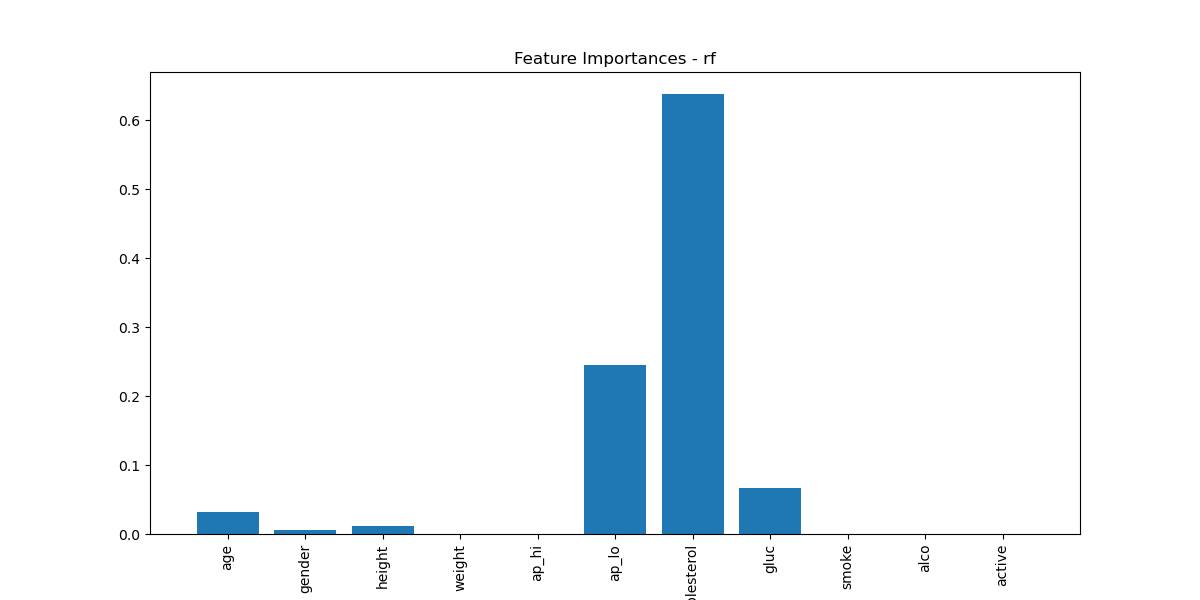 Feature Importances - rf
0.6
0.5
0.4
0.3
0.2
0.1
0.0
age
gender
height
weight
ap_hi
ap_lo
olesterol
gluc
smoke
alco
active